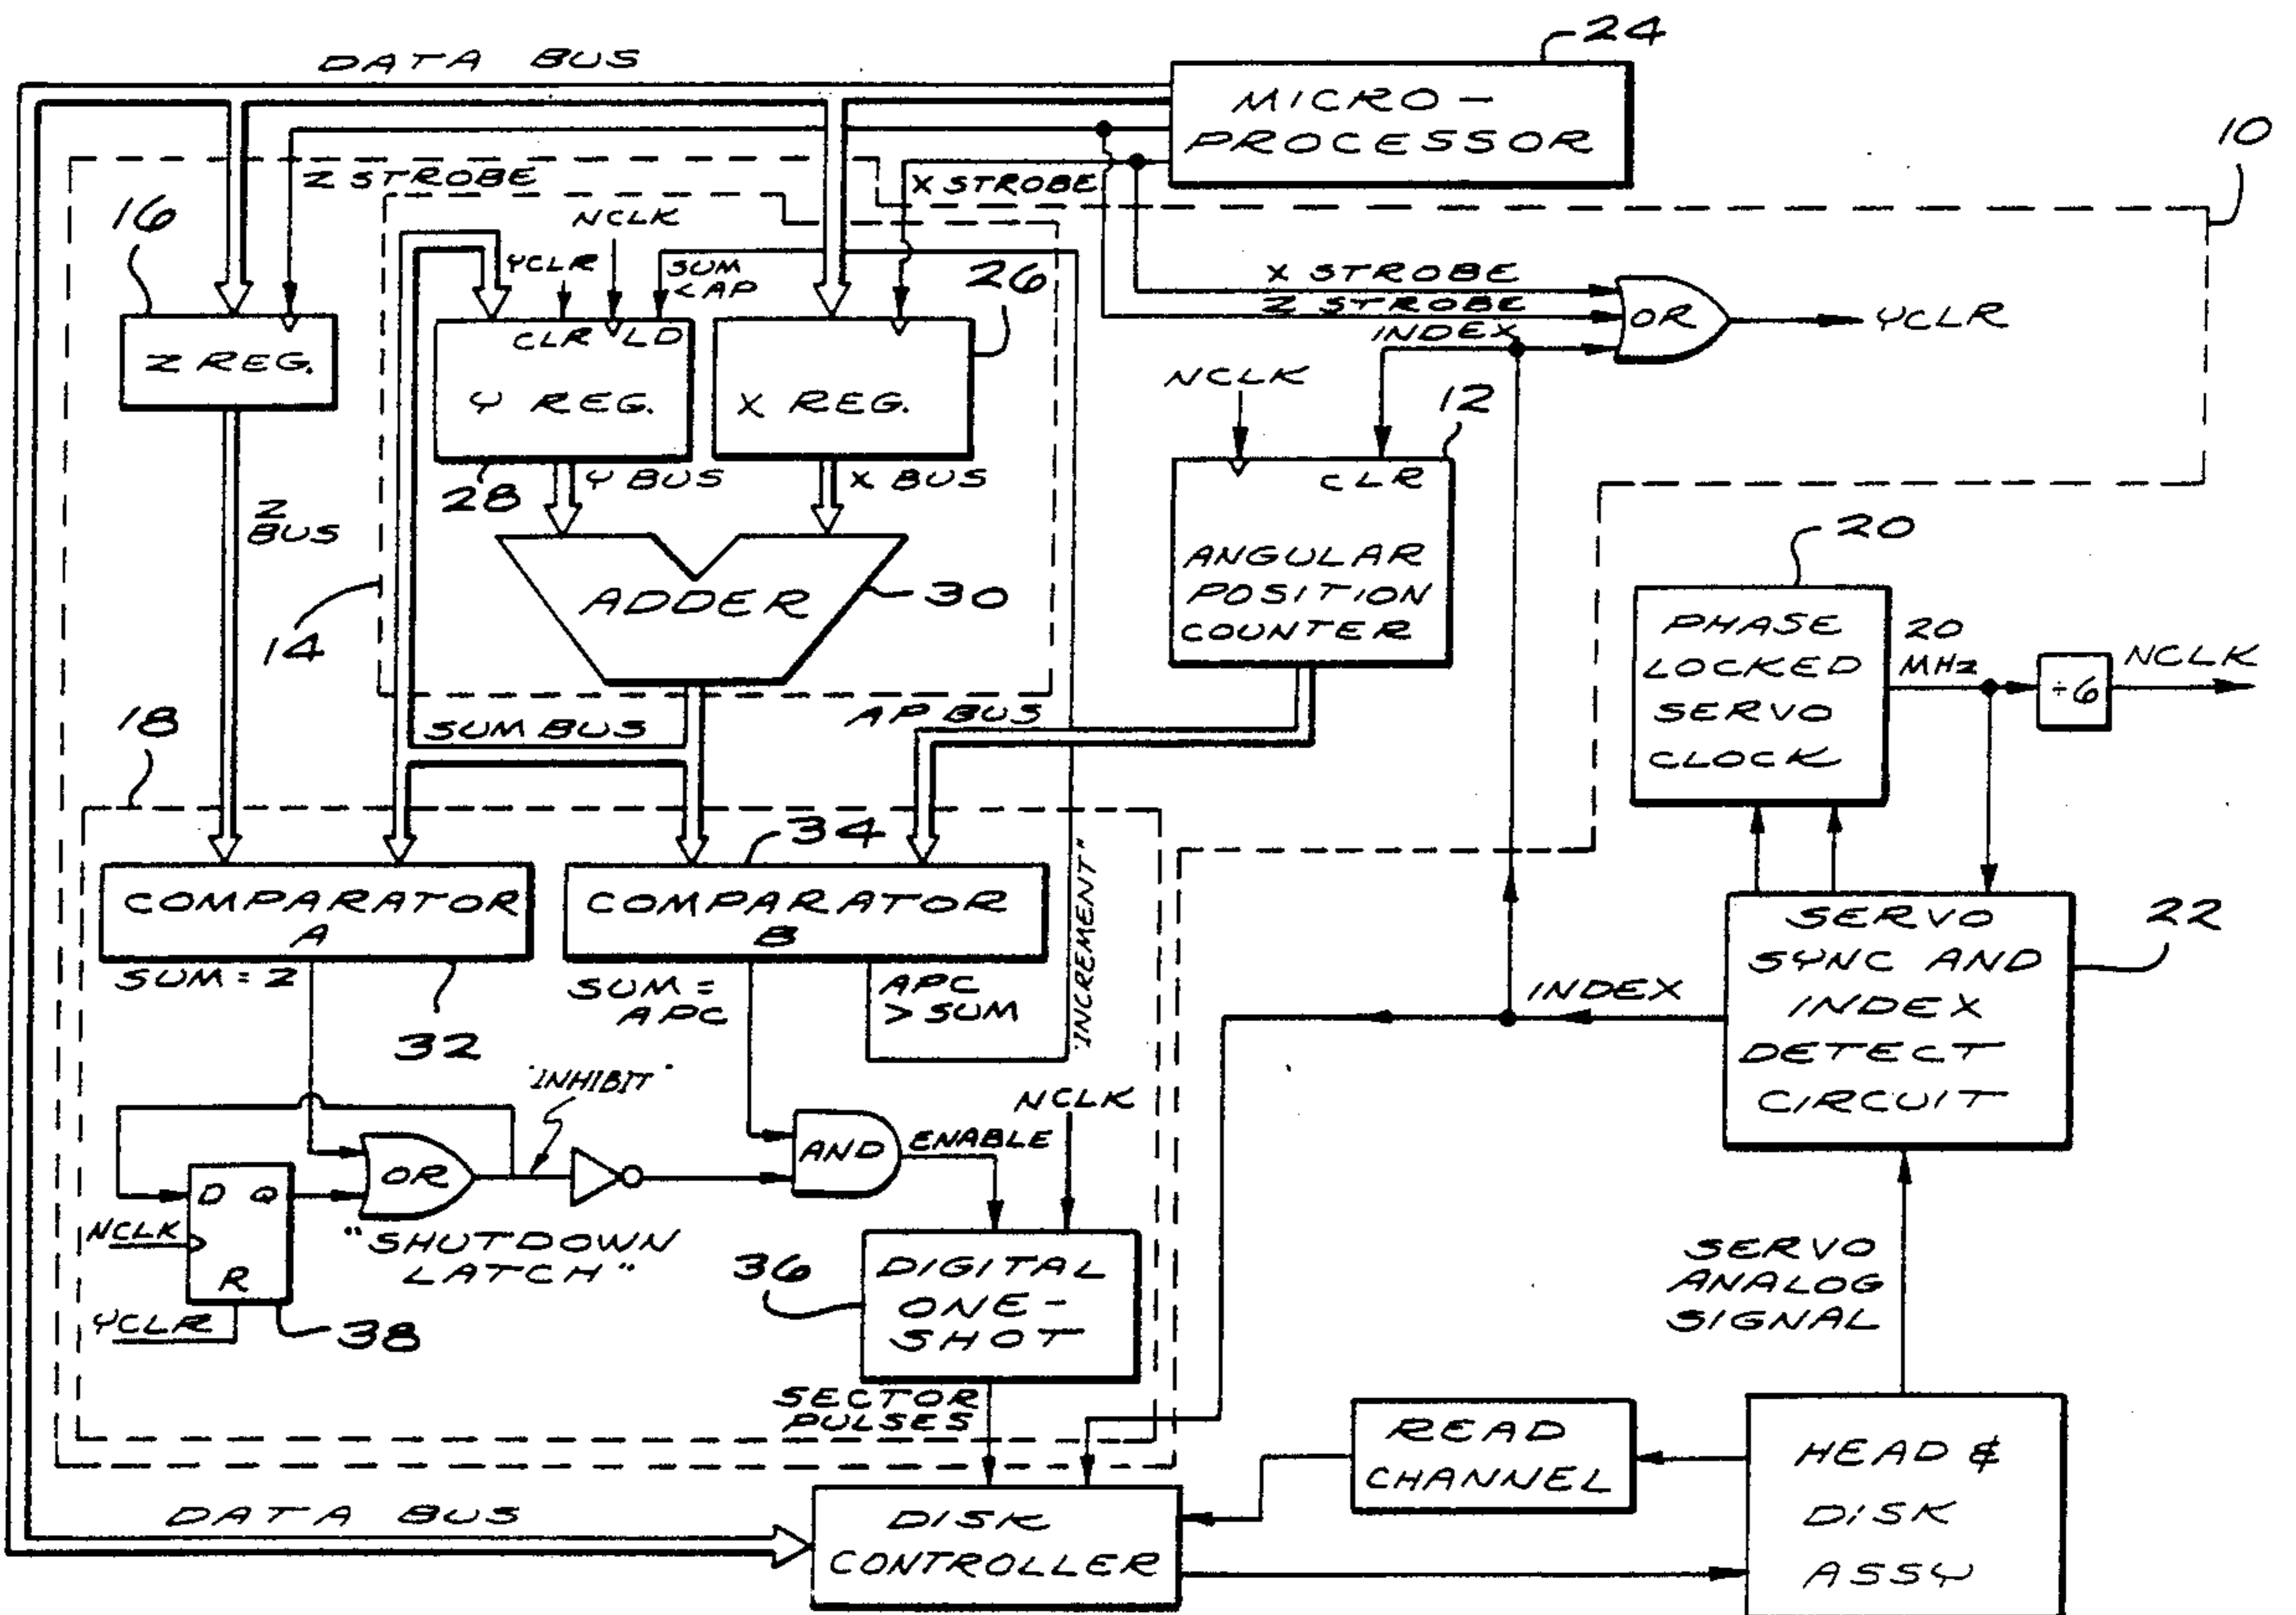 DATA BUS
24
MICRO-
PROCESSOR
10
Z STROBE
X STROBE
16
NCLK
YCLR
SUM
<AP
26
X STROBE
Z STROBE
INDEX
OR
YCLR
Z REG.
CLR
LD
Y REG.
X REG.
NCLK
12
28
Y BUS
X BUS
CLR
Z
BUS
ANGULAR
POSITION
COUNTER
20
14
ADDER
30
PHASE
LOCKED
SERVO
CLOCK
20
MHz
÷6
NCLK
18
SUM BUS
AP BUS
34
COMPARATOR
A
COMPARATOR
B
"INCREMENT"
SERVO
SYNC AND
INDEX
DETECT
CIRCUIT
22
SUM = Z
32
SUM =
APC
APC
> SUM
INDEX
"INHIBIT"
NCLK
D Q
R
NCLK
YCLR
38
OR
"SHUTDOWN
LATCH"
AND
ENABLE
36
DIGITAL
ONE-
SHOT
SERVO
ANALOG
SIGNAL
SECTOR
PULSES
READ
CHANNEL
HEAD &
DISK
ASSY
DATA BUS
DISK
CONTROLLER